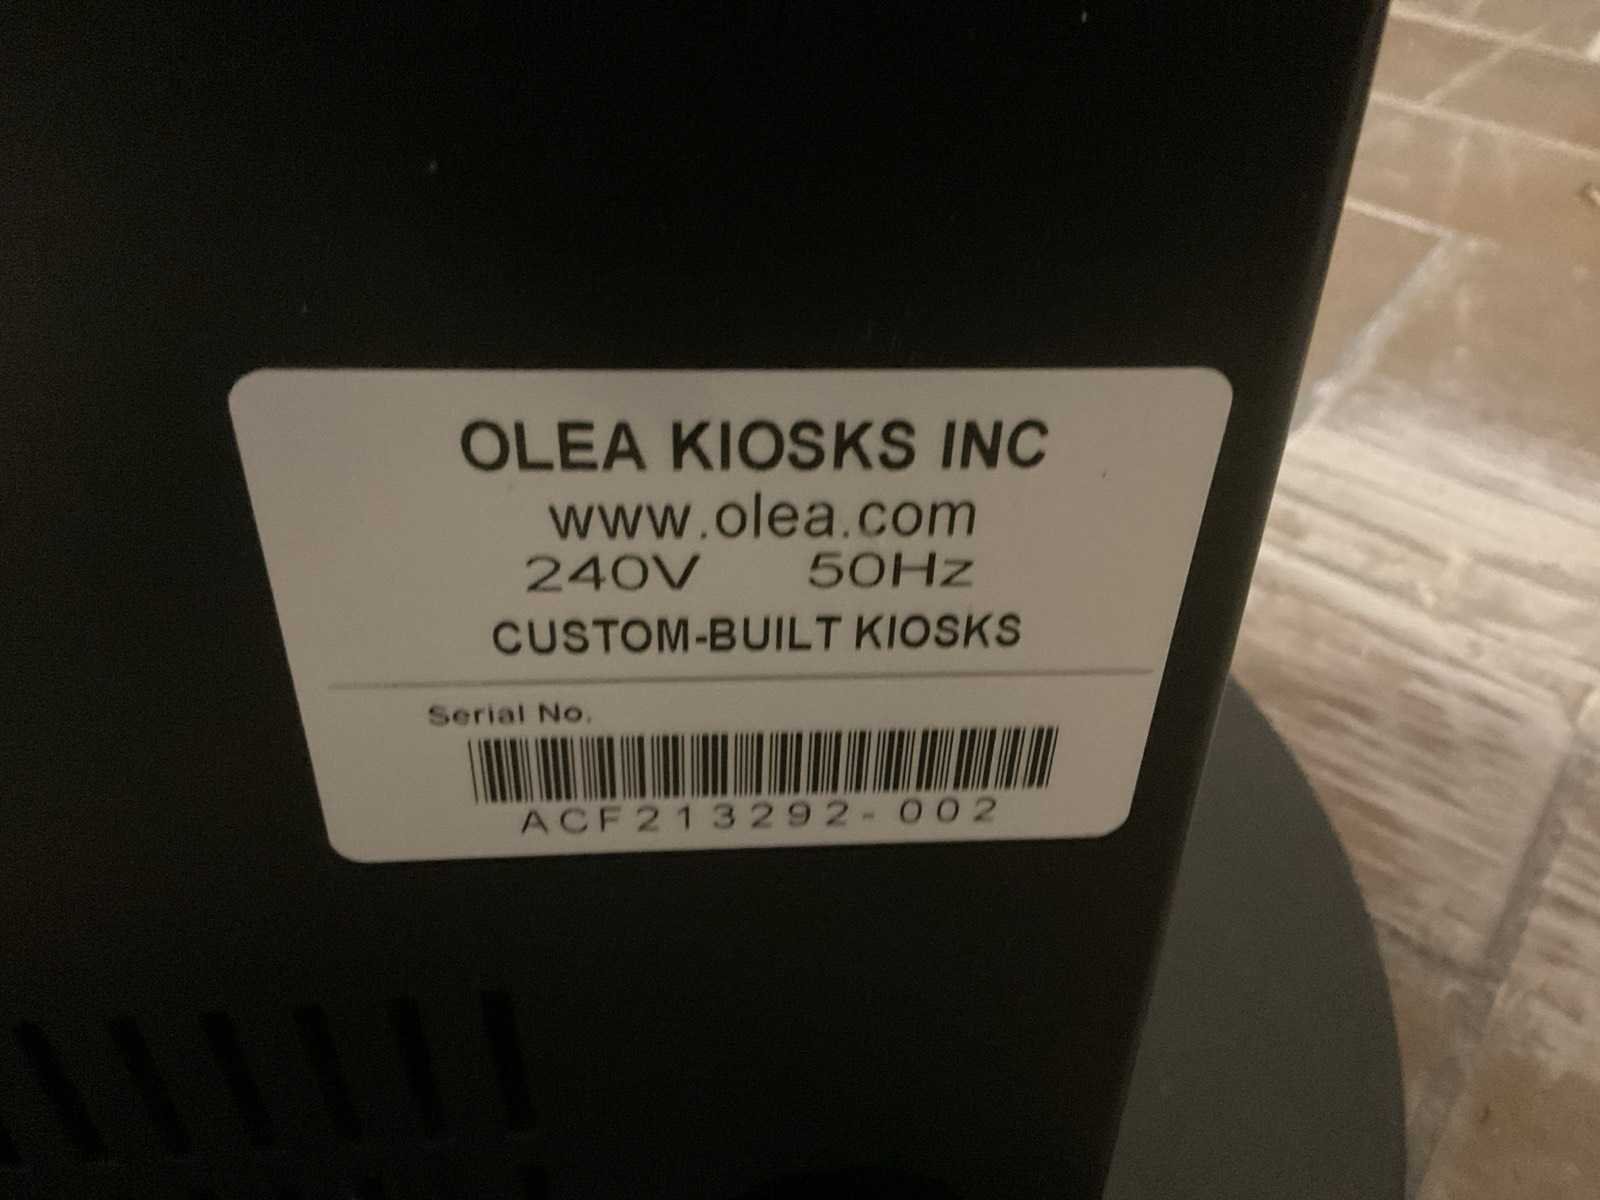 OLEA KIOSKS INC
www.olea.com
240V 50Hz
CUSTOM-BUILT KIOSKS
Serial No.
ACF213292-002